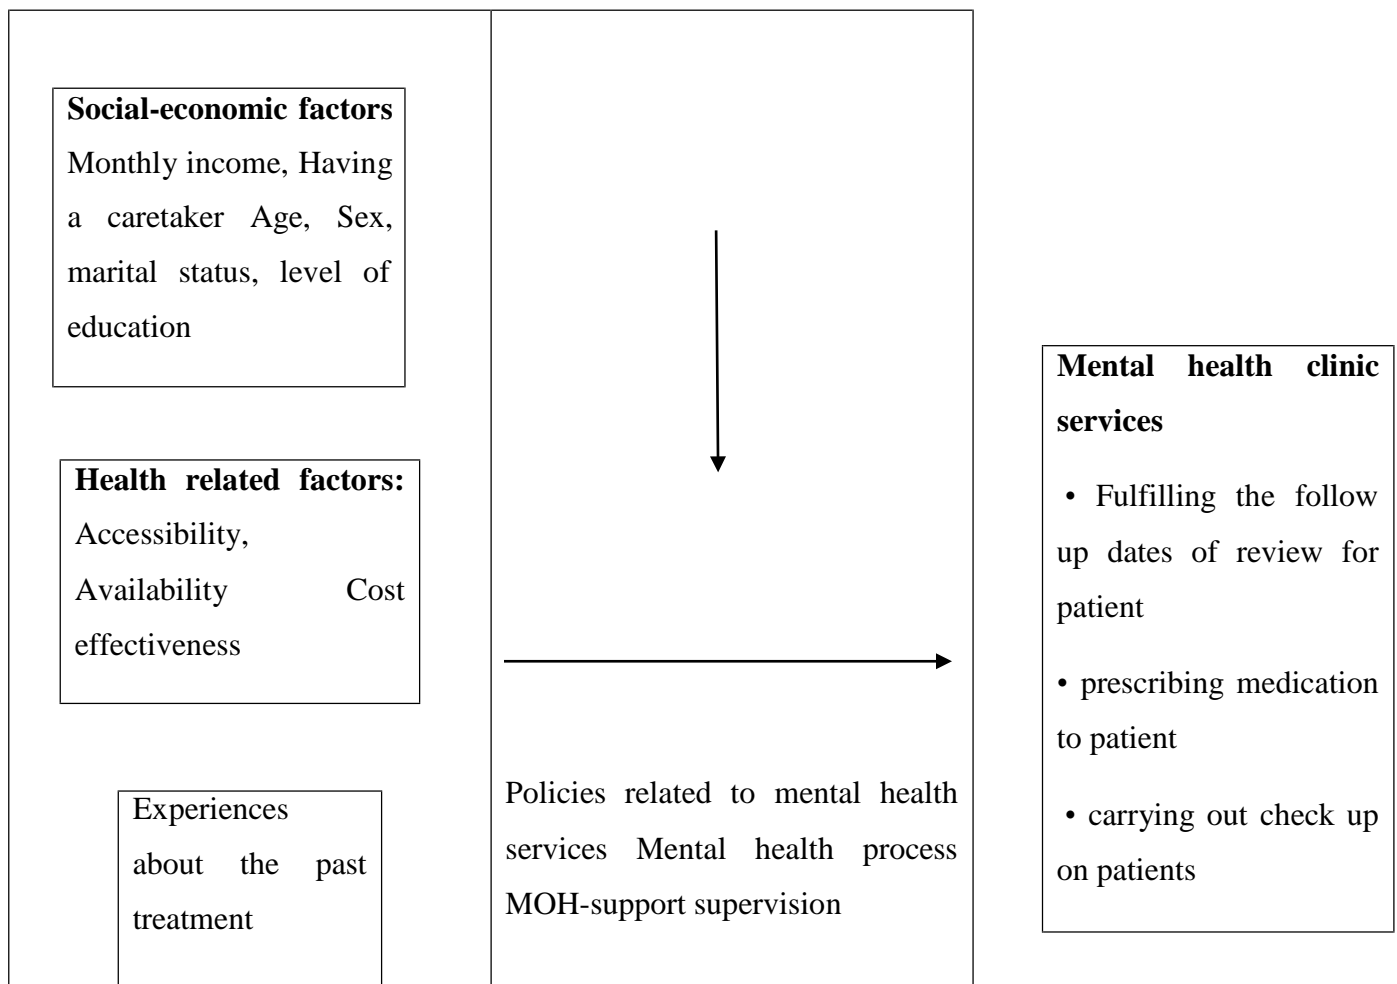 Social-economic factors
Monthly income, Having
a caretaker Age, Sex,
marital status, level of
education
Health related factors:
Accessibility,
Availability Cost
effectiveness
Experiences
about the past
treatment
Policies related to mental health
services Mental health process
MOH-support supervision
Mental health clinic
services
• Fulfilling the follow
up dates of review for
patient
• prescribing medication
to patient
• carrying out check up
on patients